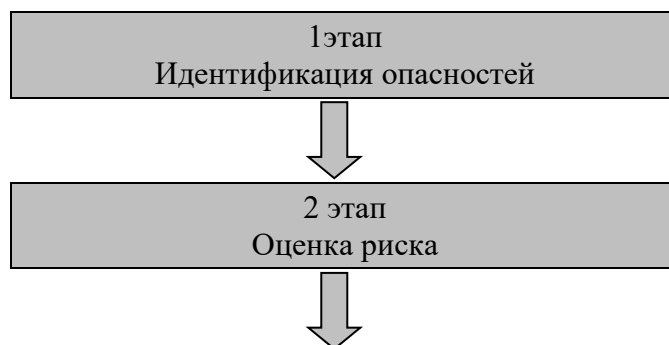 1этап
Идентификация опасностей
2 этап
Оценка риска